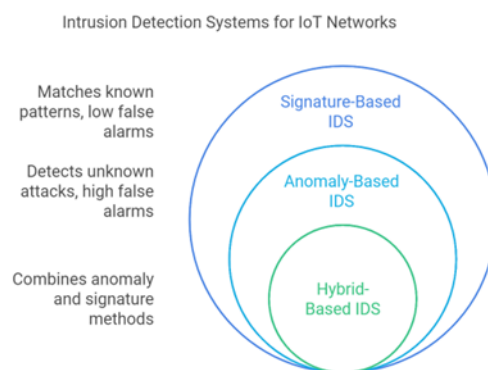 Intrusion Detection Systems for IoT Networks
Matches known
patterns, low false
alarms
Signature-Based
IDS
Detects unknown
attacks, high false
alarms
Anomaly-Based
IDS
Combines anomaly
and signature
methods
Hybrid-
Based IDS